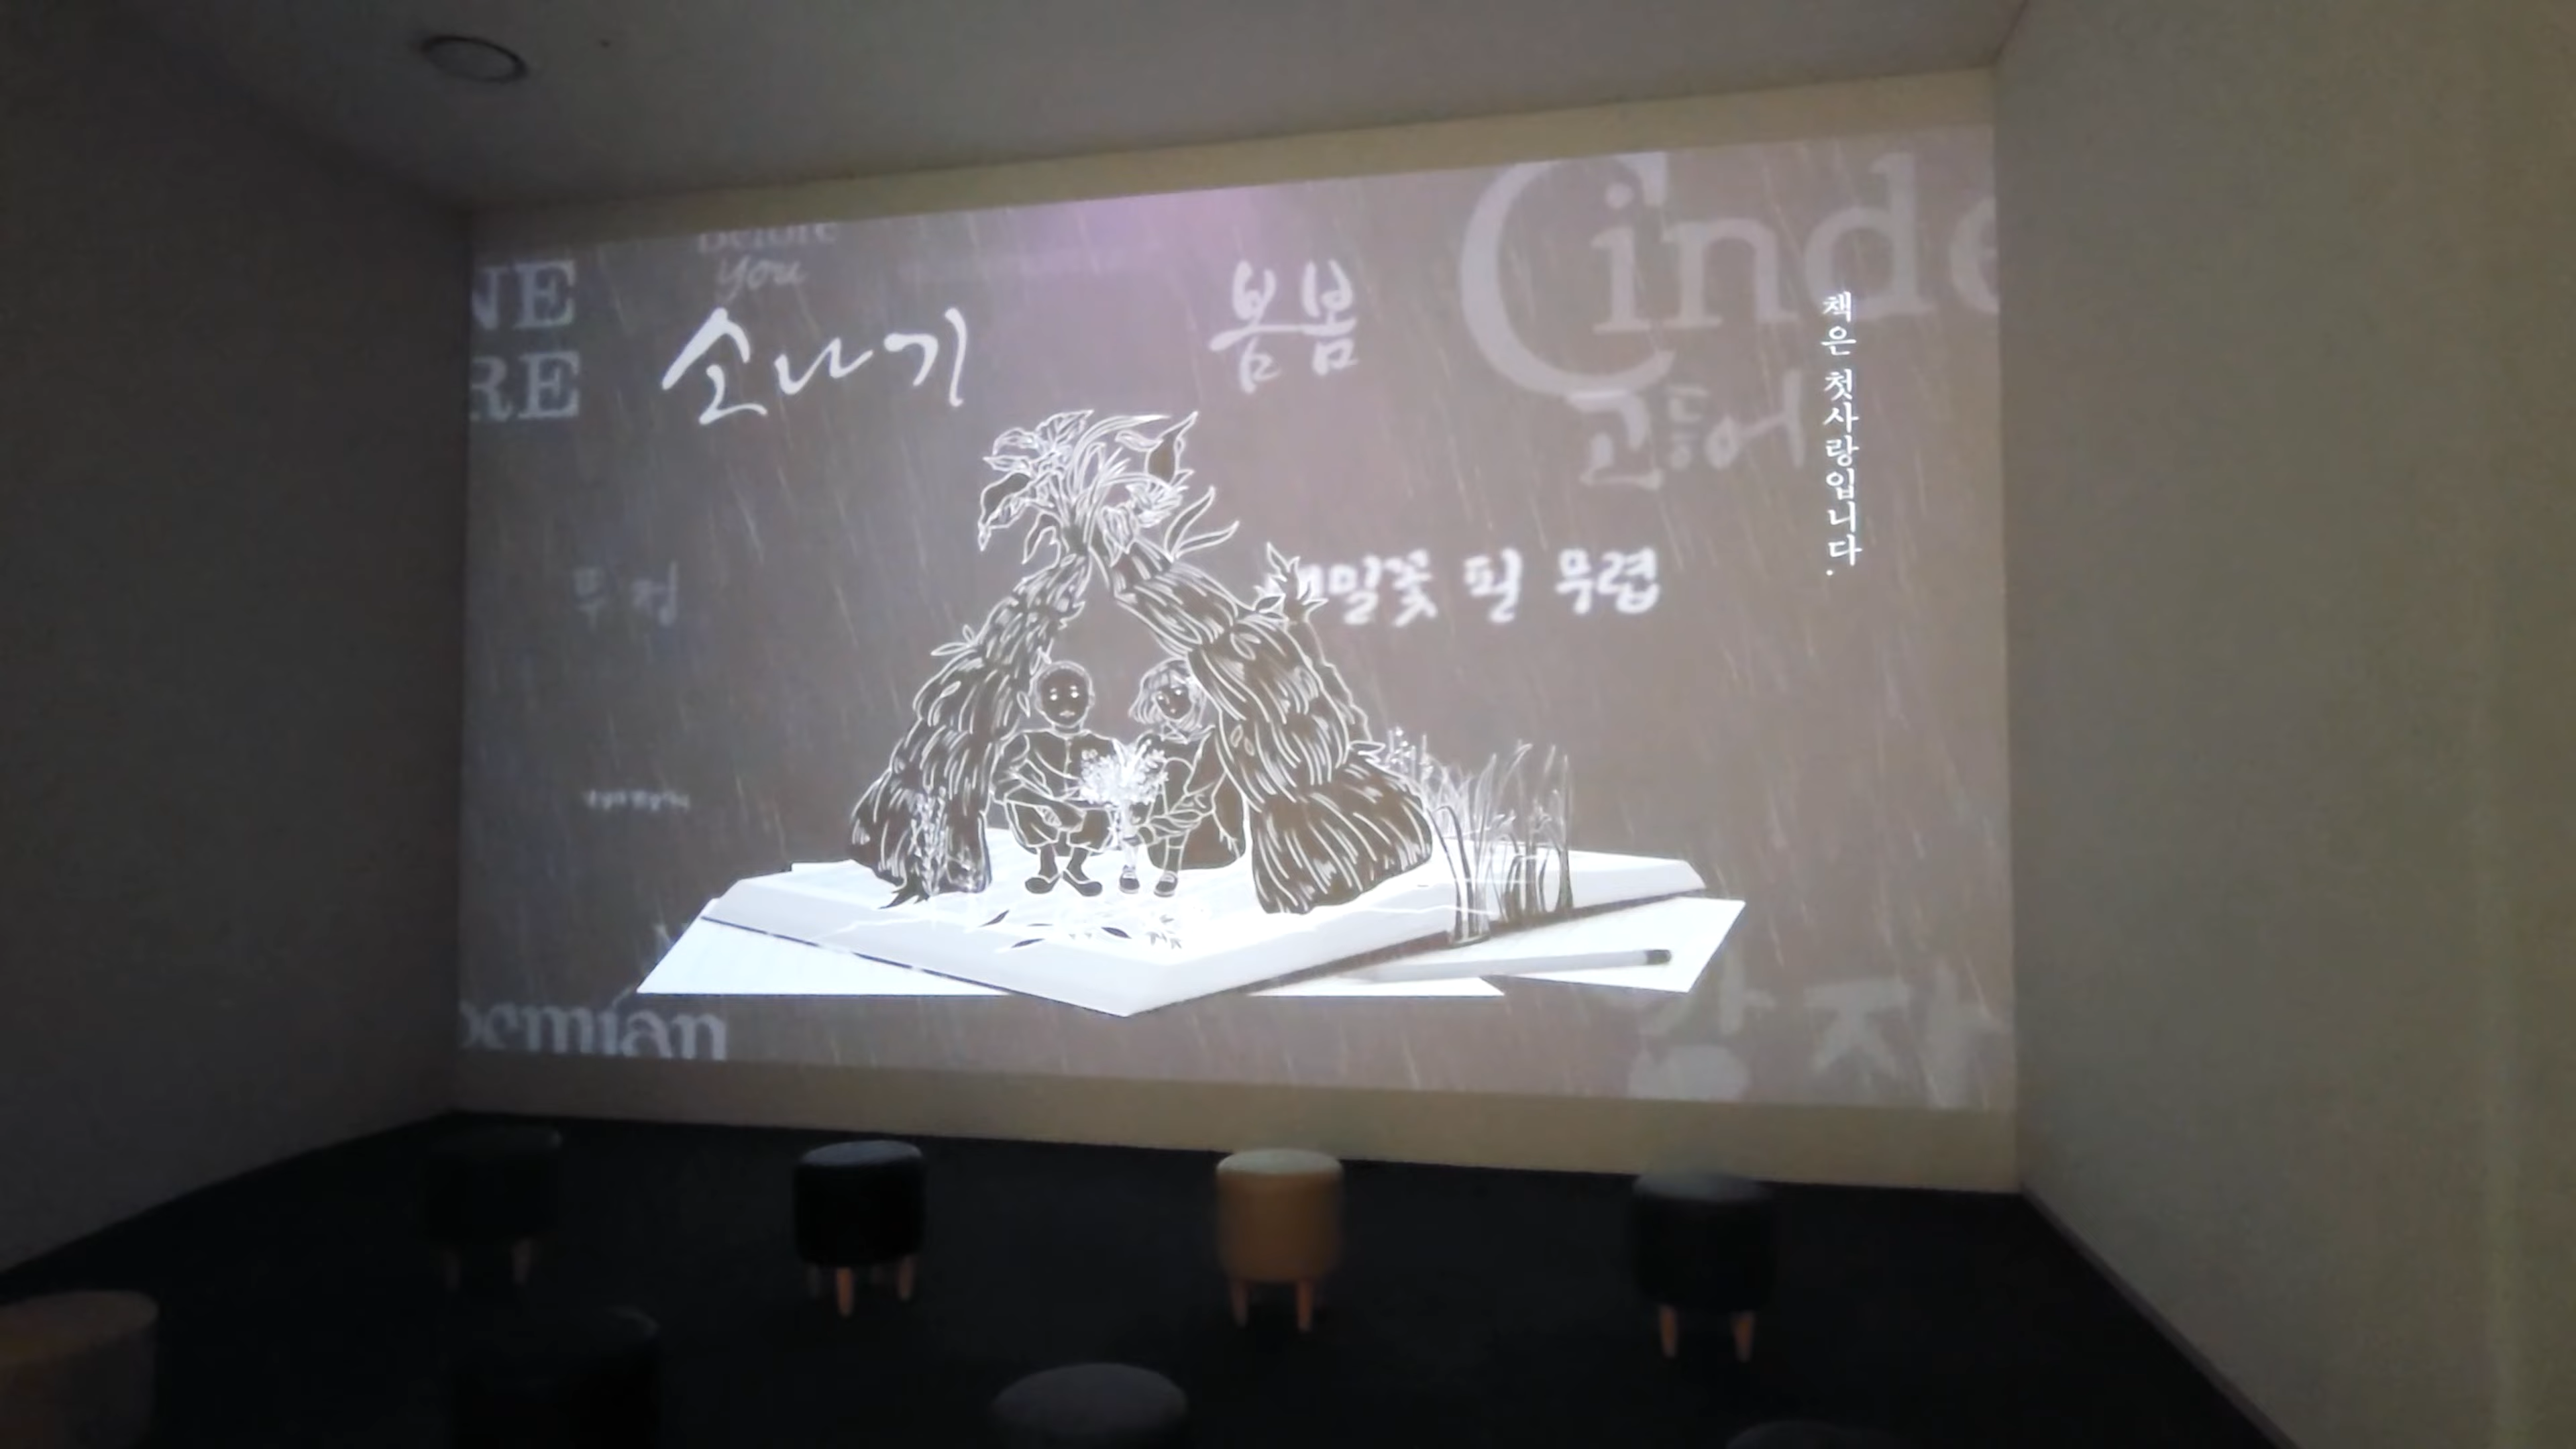 Before
You
NE
RE
소나기
봄봄
Cinde
고등어
책은 첫사랑입니다.
무정
밀꽃 필 무렵
emian